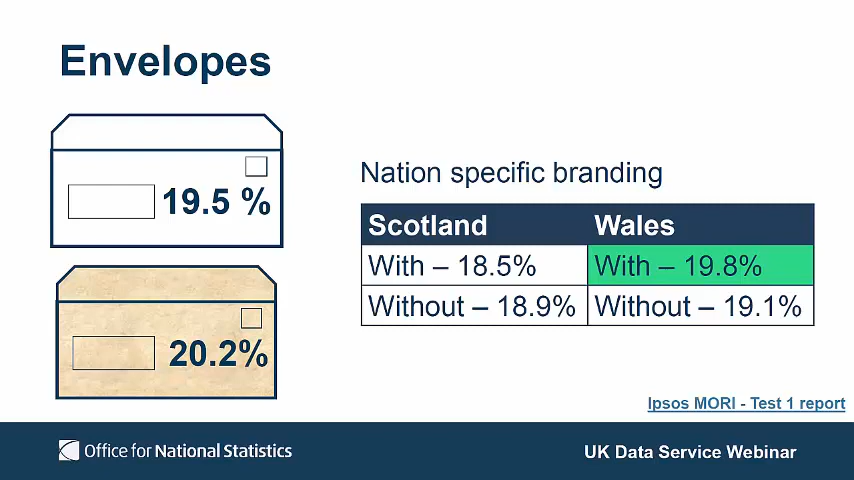 Envelopes
19.5 %
20.2%
Nation specific branding
Scotland Wales
With – 18.5% With – 19.8%
Without – 18.9% Without – 19.1%
Ipsos MORI - Test 1 report
Office for National Statistics
UK Data Service Webinar